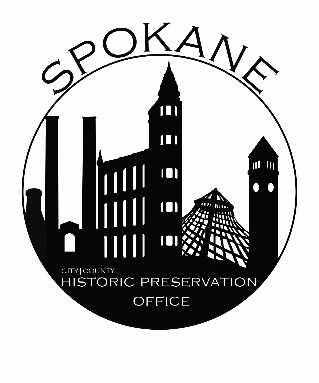 SPOKANE
CITY|COUNTY
HISTORIC PRESERVATION
OFFICE